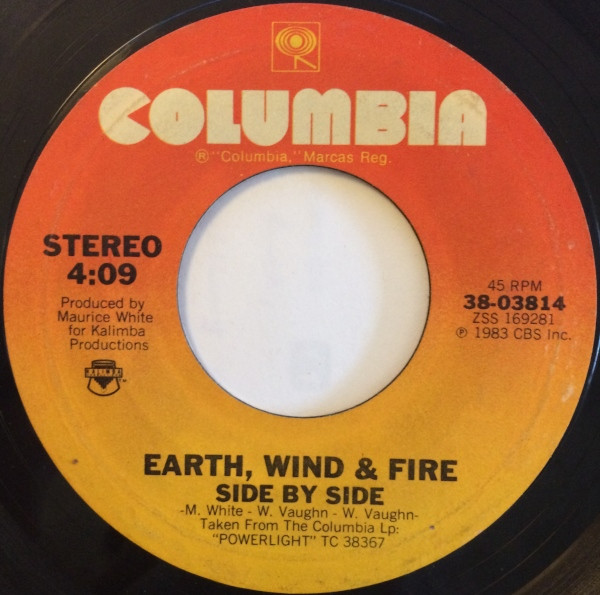 COLUMBIA
® "Columbia," Marcas Reg.
STEREO
4:09
Produced by
Maurice White
for Kalimba
Productions
45 RPM
38-03814
ZSS 169281
℗ 1983 CBS Inc.
EARTH, WIND & FIRE
SIDE BY SIDE
-M. White - W. Vaughn - W. Vaughn-
Taken From The Columbia Lp:
"POWERLIGHT" TC 38367